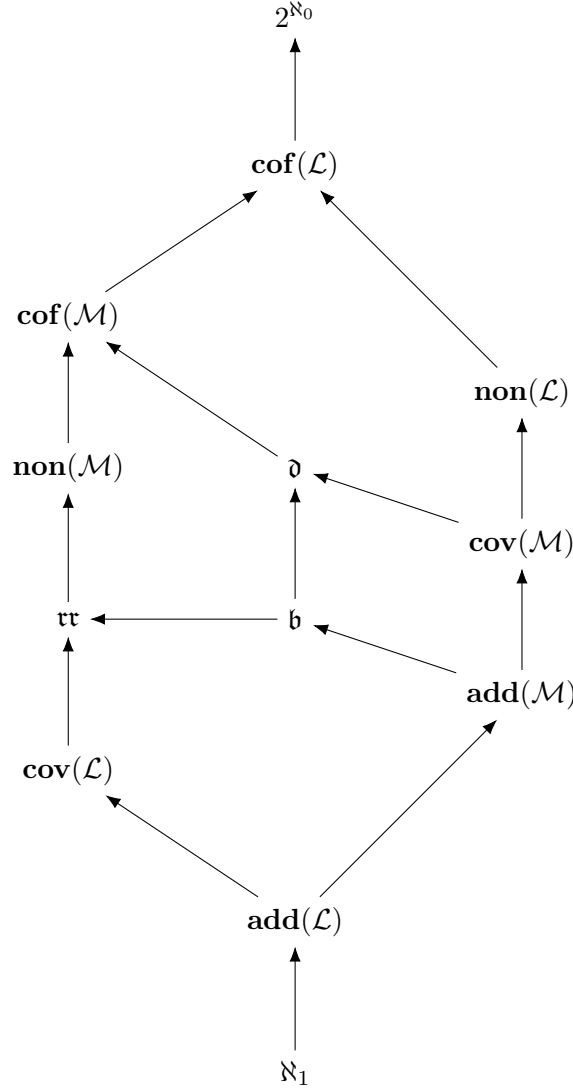 2^ℵ₀
cof(ℒ)
cof(ℳ)
non(ℒ)
non(ℳ)
𝔡
cov(ℳ)
𝔯𝔯
𝔟
add(ℳ)
cov(ℒ)
add(ℒ)
ℵ₁